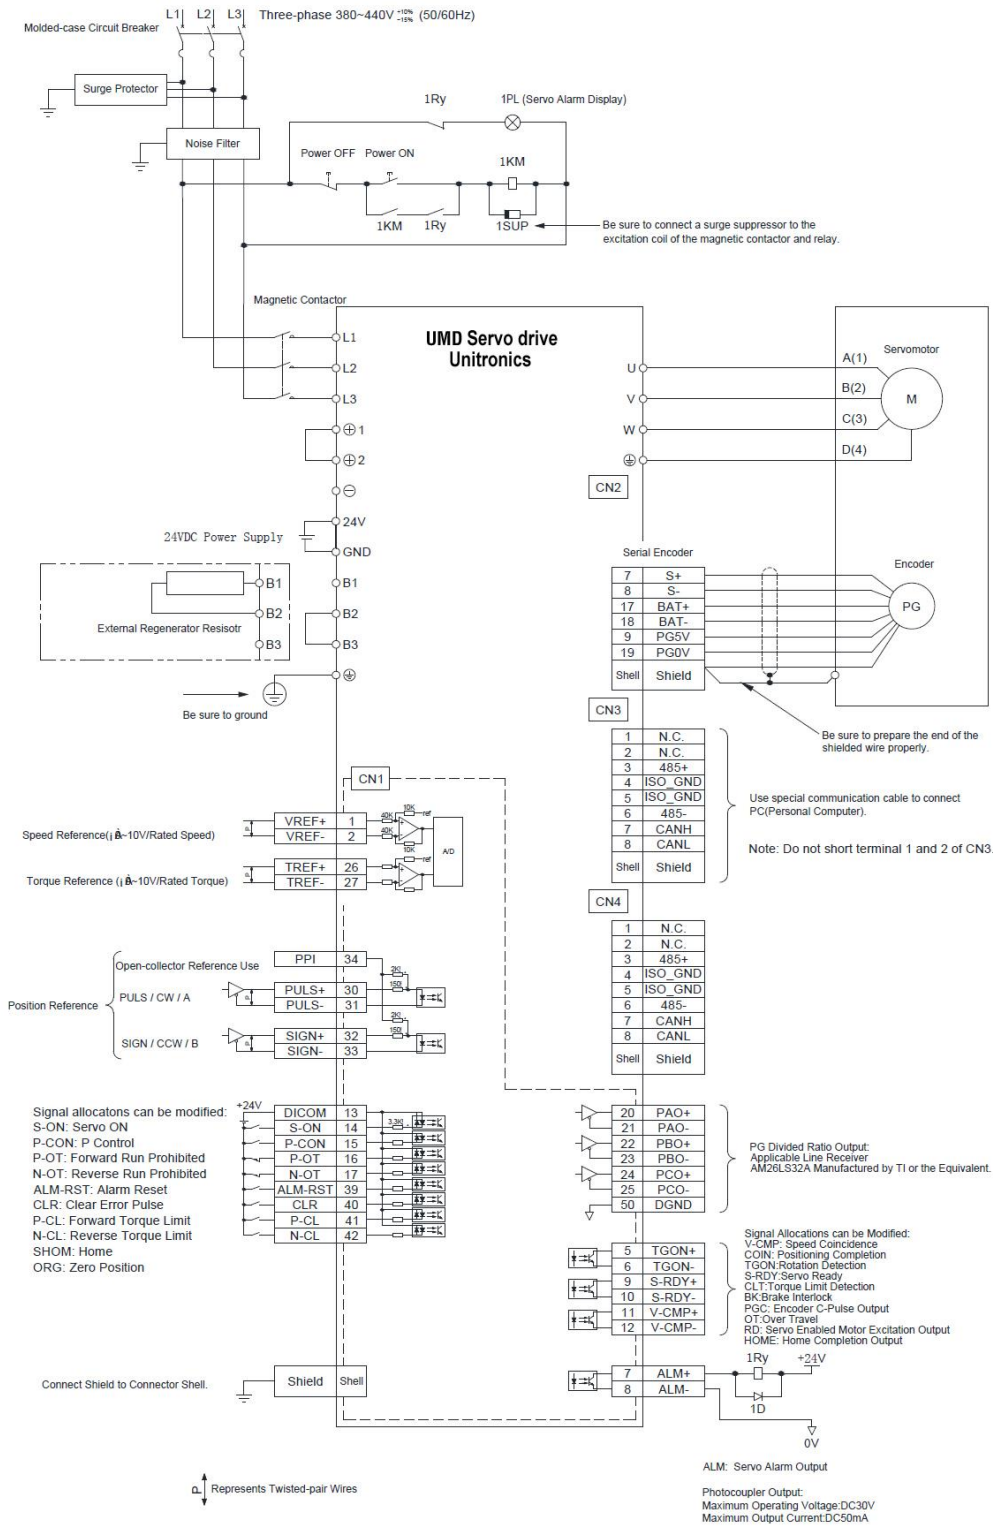 L1 L2 L3 Three-phase 380~440V +10% -15% (50/60Hz)
Molded-case Circuit Breaker
Surge Protector
Noise Filter
1Ry 1PL (Servo Alarm Display)
Power OFF Power ON
1KM
1KM 1Ry 1SUP
Be sure to connect a surge suppressor to the
excitation coil of the magnetic contactor and relay.
Magnetic Contactor
UMD Servo drive
Unitronics
L1
L2
L3
1
2
24V
GND
24VDC Power Supply
B1
B2
B3
External Regenerator Resisotr
B1
B2
B3
Be sure to ground
U
V
W
A(1)
B(2)
C(3)
D(4)
Servomotor
M
CN2
Serial Encoder
7 S+
8 S-
17 BAT+
18 BAT-
9 PG5V
19 PG0V
Shell Shield
Encoder
PG
Be sure to prepare the end of the
shielded wire properly.
CN3
1 N.C.
2 N.C.
3 485+
4 ISO_GND
5 ISO_GND
6 485-
7 CANH
8 CANL
Shell Shield
Use special communication cable to connect
PC(Personal Computer).
Note: Do not short terminal 1 and 2 of CN3.
CN4
1 N.C.
2 N.C.
3 485+
4 ISO_GND
5 ISO_GND
6 485-
7 CANH
8 CANL
Shell Shield
CN1
Speed Reference( ~10V/Rated Speed)
P
VREF+ 1
VREF- 2
40K
40K
10K
10K
ref
A/D
Torque Reference ( ~10V/Rated Torque)
P
TREF+ 26
TREF- 27
ref
Position Reference
Open-collector Reference Use
PPI 34
PULS / CW / A
P
PULS+ 30
PULS- 31
SIGN / CCW / B
P
SIGN+ 32
SIGN- 33
+24V
Signal allocatons can be modified:
S-ON: Servo ON
P-CON: P Control
P-OT: Forward Run Prohibited
N-OT: Reverse Run Prohibited
ALM-RST: Alarm Reset
CLR: Clear Error Pulse
P-CL: Forward Torque Limit
N-CL: Reverse Torque Limit
SHOM: Home
ORG: Zero Position
DICOM 13
S-ON 14
P-CON 15
P-OT 16
N-OT 17
ALM-RST 39
CLR 40
P-CL 41
N-CL 42
20 PAO+
21 PAO-
22 PBO+
23 PBO-
24 PCO+
25 PCO-
50 DGND
PG Divided Ratio Output:
Applicable Line Receiver
AM26LS32A Manufactured by TI or the Equivalent.
5 TGON+
6 TGON-
9 S-RDY+
10 S-RDY-
11 V-CMP+
12 V-CMP-
Signal Allocations can be Modified:
V-CMP: Speed Coincidence
COIN: Positioning Completion
TGON:Rotation Detection
S-RDY:Servo Ready
CLT:Torque Limit Detection
BK:Brake Interlock
PGC: Encoder C-Pulse Output
OT:Over Travel
RD: Servo Enabled Motor Excitation Output
HOME: Home Completion Output
Connect Shield to Connector Shell.
Shield Shell
7 ALM+
8 ALM-
1Ry +24V
1D
0V
ALM: Servo Alarm Output
P Represents Twisted-pair Wires
Photocoupler Output:
Maximum Operating Voltage:DC30V
Maximum Output Current:DC50mA